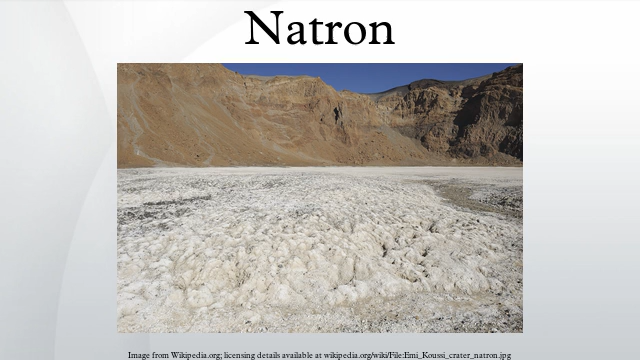 Natron
Image from Wikipedia.org; licensing details available at wikipedia.org/wiki/File:Emi_Koussi_crater_natron.jpg